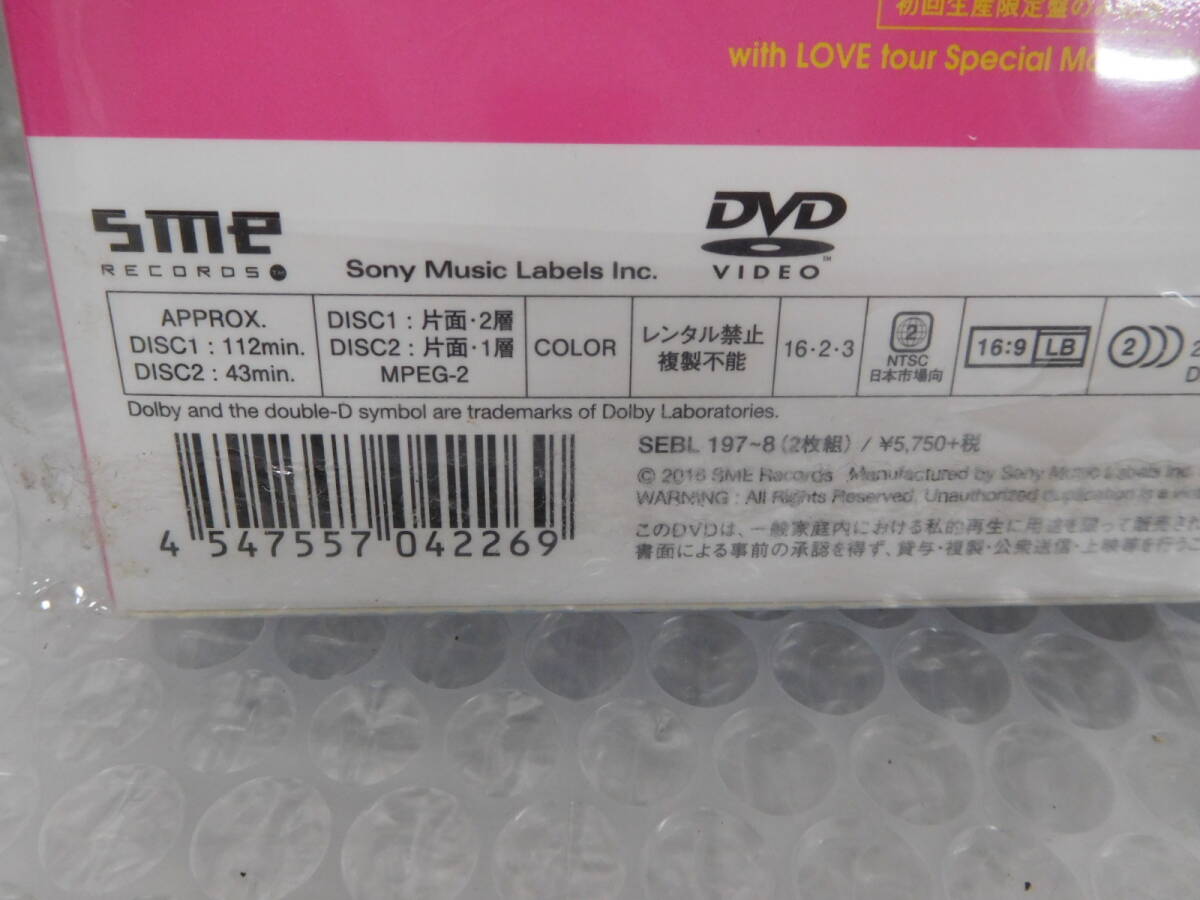 初回生産限定盤の
with LOVE tour Special
sme
RECORDS TM
Sony Music Labels Inc.
DVD
VIDEO TM
APPROX.
DISC1 : 112min.
DISC2 : 43min.
DISC1 : 片面・2層
DISC2 : 片面・1層
MPEG-2
COLOR
レンタル禁止
複製不能
16・2・3
2
NTSC
日本市場向
16:9 LB
2
Dolby and the double-D symbol are trademarks of Dolby Laboratories.
SEBL 197~8 (2枚組) / ¥5,750+税
© 2016 SME Records Manufactured by Sony Music Labels Inc
WARNING : All Rights Reserved. Unauthorized duplication is a
このDVDは、一般家庭内における私的再生に用途を限って販売され
書面による事前の承認を得ず、貸与・複製・公衆送信・上映等を行うこ
4 547557 042269